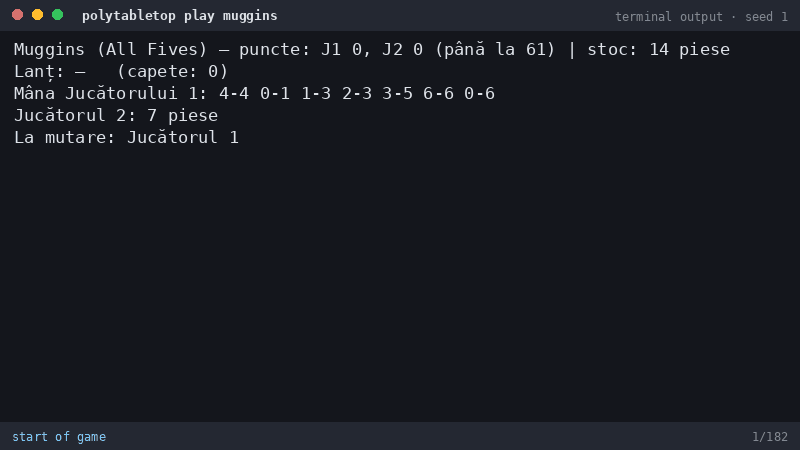 polytabletop play muggins
terminal output · seed 1
Muggins (All Fives) — puncte: J1 0, J2 0 (până la 61) | stoc: 14 piese
Lanț: —   (capete: 0)
Mâna Jucătorului 1: 4-4 0-1 1-3 2-3 3-5 6-6 0-6
Jucătorul 2: 7 piese
La mutare: Jucătorul 1
start of game
1/182